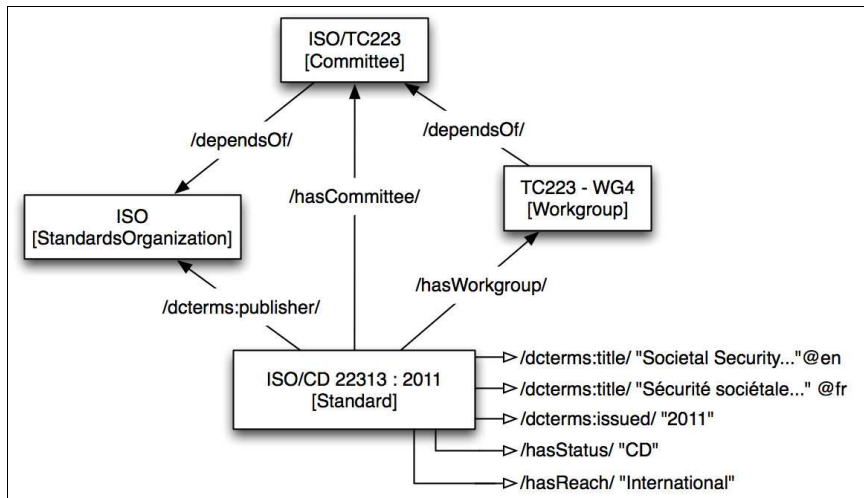 ISO/TC223
[Committee]
/dependsOf/
/dependsOf/
/hasCommittee/
TC223 - WG4
[Workgroup]
ISO
[StandardsOrganization]
/hasWorkgroup/
/dcterms:publisher/
ISO/CD 22313 : 2011
[Standard]
/dcterms:title/ "Societal Security..."@en
/dcterms:title/ "Sécurité sociétale..." @fr
/dcterms:issued/ "2011"
/hasStatus/ "CD"
/hasReach/ "International"